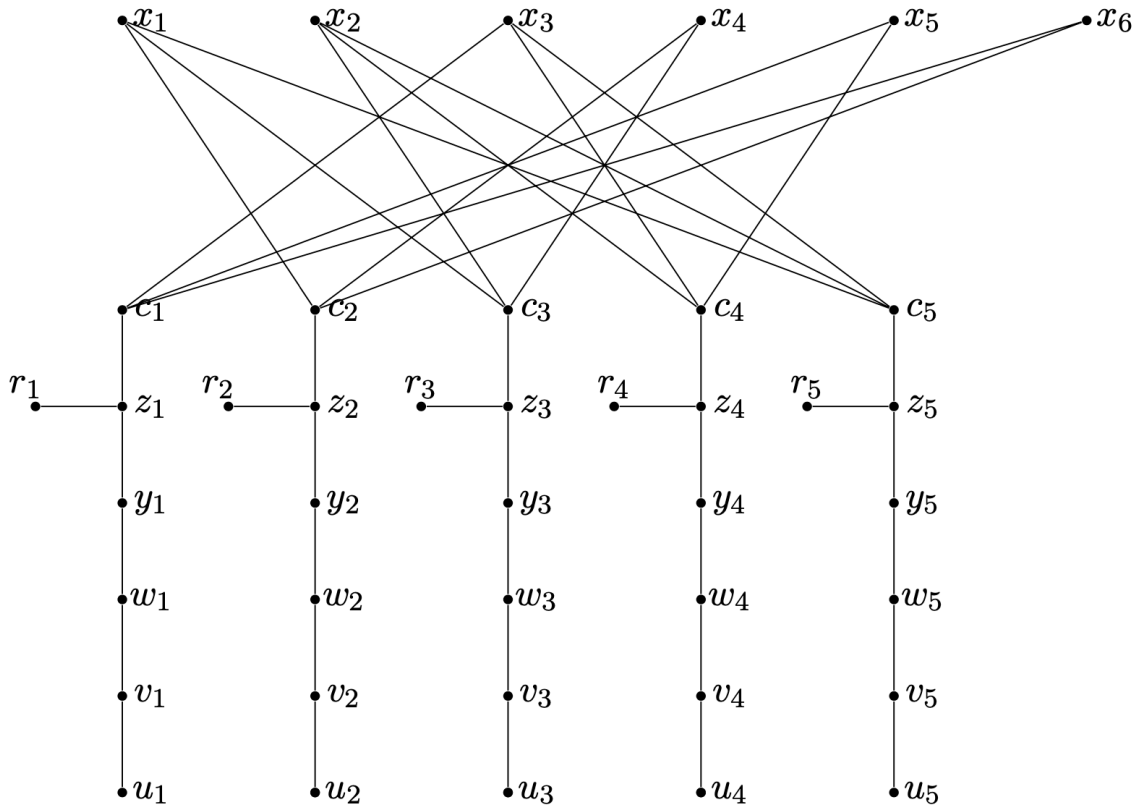 x₁ x₂ x₃ x₄ x₅ x₆
c₁ c₂ c₃ c₄ c₅
r₁ r₂ r₃ r₄ r₅
z₁ z₂ z₃ z₄ z₅
y₁ y₂ y₃ y₄ y₅
w₁ w₂ w₃ w₄ w₅
v₁ v₂ v₃ v₄ v₅
u₁ u₂ u₃ u₄ u₅